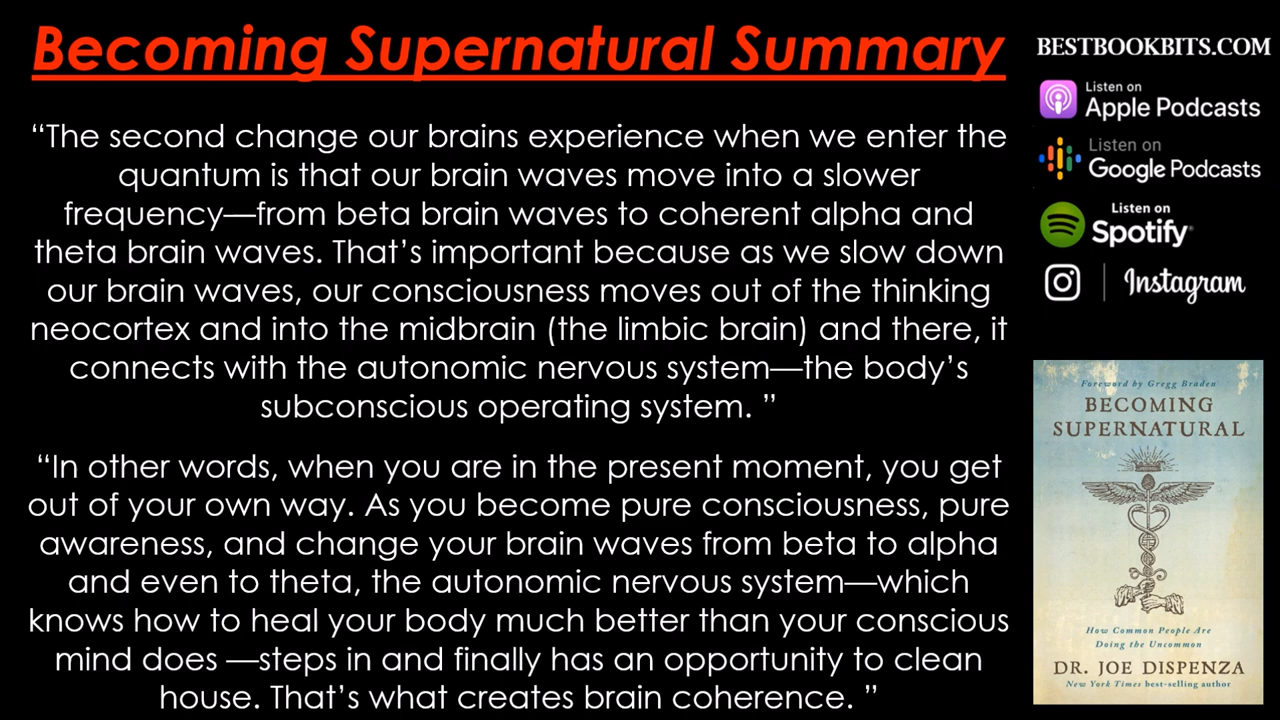 Becoming Supernatural Summary
“The second change our brains experience when we enter the
quantum is that our brain waves move into a slower
frequency—from beta brain waves to coherent alpha and
theta brain waves. That’s important because as we slow down
our brain waves, our consciousness moves out of the thinking
neocortex and into the midbrain (the limbic brain) and there, it
connects with the autonomic nervous system—the body’s
subconscious operating system. ”
“In other words, when you are in the present moment, you get
out of your own way. As you become pure consciousness, pure
awareness, and change your brain waves from beta to alpha
and even to theta, the autonomic nervous system—which
knows how to heal your body much better than your conscious
mind does —steps in and finally has an opportunity to clean
house. That’s what creates brain coherence. ”
BESTBOOKBITS.COM
Listen on
Apple Podcasts
Listen on
Google Podcasts
Listen on
Spotify
Instagram
Foreword by Gregg Braden
BECOMING
SUPERNATURAL
How Common People Are
Doing the Uncommon
DR. JOE DISPENZA
New York Times best-selling author